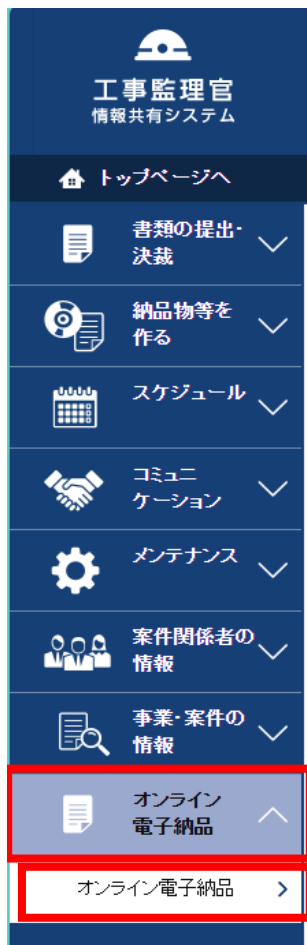 工事監理官
情報共有システム
トップページへ
書類の提出・
決裁
納品物等を
作る
スケジュール
コミュニ
ケーション
メンテナンス
案件関係者の
情報
事業・案件の
情報
オンライン
電子納品
オンライン電子納品